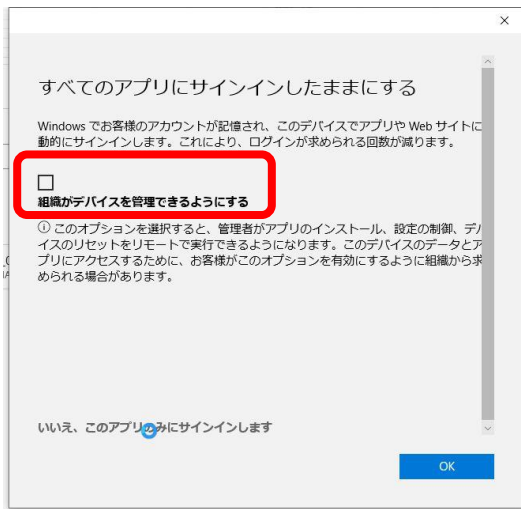 すべてのアプリにサインインしたままにする
Windows でお客様のアカウントが記憶され、このデバイスでアプリや Web サイトに
動的にサインインします。これにより、ログインが求められる回数が減ります。
組織がデバイスを管理できるようにする
このオプションを選択すると、管理者がアプリのインストール、設定の制御、デバ
イスのリセットをリモートで実行できるようになります。このデバイスのデータとア
プリにアクセスするために、お客様がこのオプションを有効にするように組織から求
められる場合があります。
いいえ、このアプリのみにサインインします
OK